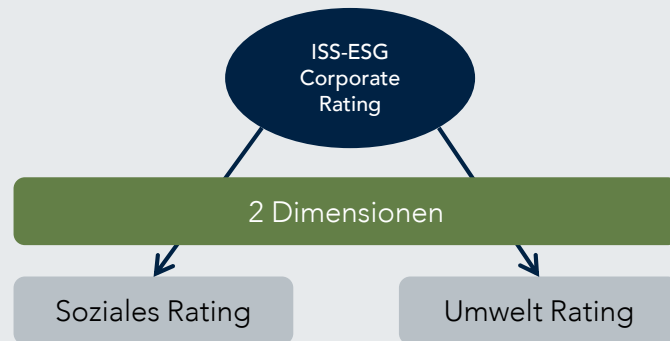 ISS-ESG
Corporate
Rating
2 Dimensionen
Soziales Rating
Umwelt Rating